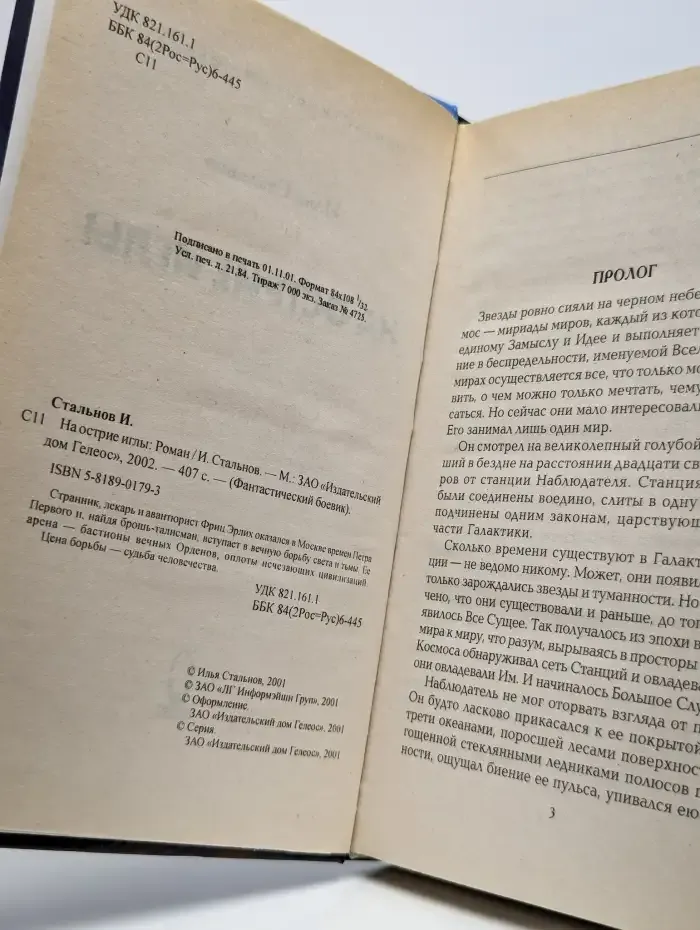 УДК 821.161.1
ББК 84(2Рос=Рус)6-445
С11
Подписано в печать 01.11.01. Формат 84х108 1/32
Усл. печ. л. 21,84. Тираж 7 000 экз. Заказ № 4725.
Стальнов И.
С11 На острие иглы: Роман / И. Стальнов. — М.: ЗАО «Издательский
дом Гелеос», 2002. — 407 с. — (Фантастический боевик).
ISBN 5-8189-0179-3
Странник, лекарь и авантюрист Фриц Эрлих оказался в Москве времен Петра
Первого и, найдя брошь-талисман, вступает в вечную борьбу света и тьмы. Ее
арена — бастионы вечных Орденов, оплоты исчезающих цивилизаций.
Цена борьбы — судьба человечества.
УДК 821.161.1
ББК 84(2Рос=Рус)6-445
© Илья Стальнов, 2001
© ЗАО «ЛГ Информэйшн Груп», 2001
© Оформление.
ЗАО «Издательский дом Гелеос», 2001
© Серия.
ЗАО «Издательский дом Гелеос», 2001
ПРОЛОГ
Звезды ровно сияли на черном небе
мос — мириады миров, каждый из кото
единому Замыслу и Идее и выполняет
ние в беспредельности, именуемой Все
мирах осуществляется все, что только мо
вить, о чем можно только мечтать, чему
саться. Но сейчас они мало интересовал
Его занимал лишь один мир.
Он смотрел на великолепный голубой
ший в бездне на расстоянии двадцати св
ров от станции Наблюдателя. Станция
были соединены воедино, слиты в одну
подчинены одним законам, царствующ
части Галактики.
Сколько времени существуют в Галакт
ции — не ведомо никому. Может, они появил
только зарождались звезды и туманности. Но
чено, что они существовали и раньше, до тог
явилось Все Сущее. Так получалось из эпохи в
мира к миру, что разум, вырываясь в просторы
Космоса обнаруживал сеть Станций и овладева
они овладевали Им. И начиналось Большое Слу
Наблюдатель не мог оторвать взгляда от п
Он будто ласково прикасался к ее покрытой
трети океанами, поросшей лесами поверхнос
гощенной стеклянными ледниками полюсов п
ности, ощущал биение ее пульса, упивался ею
3